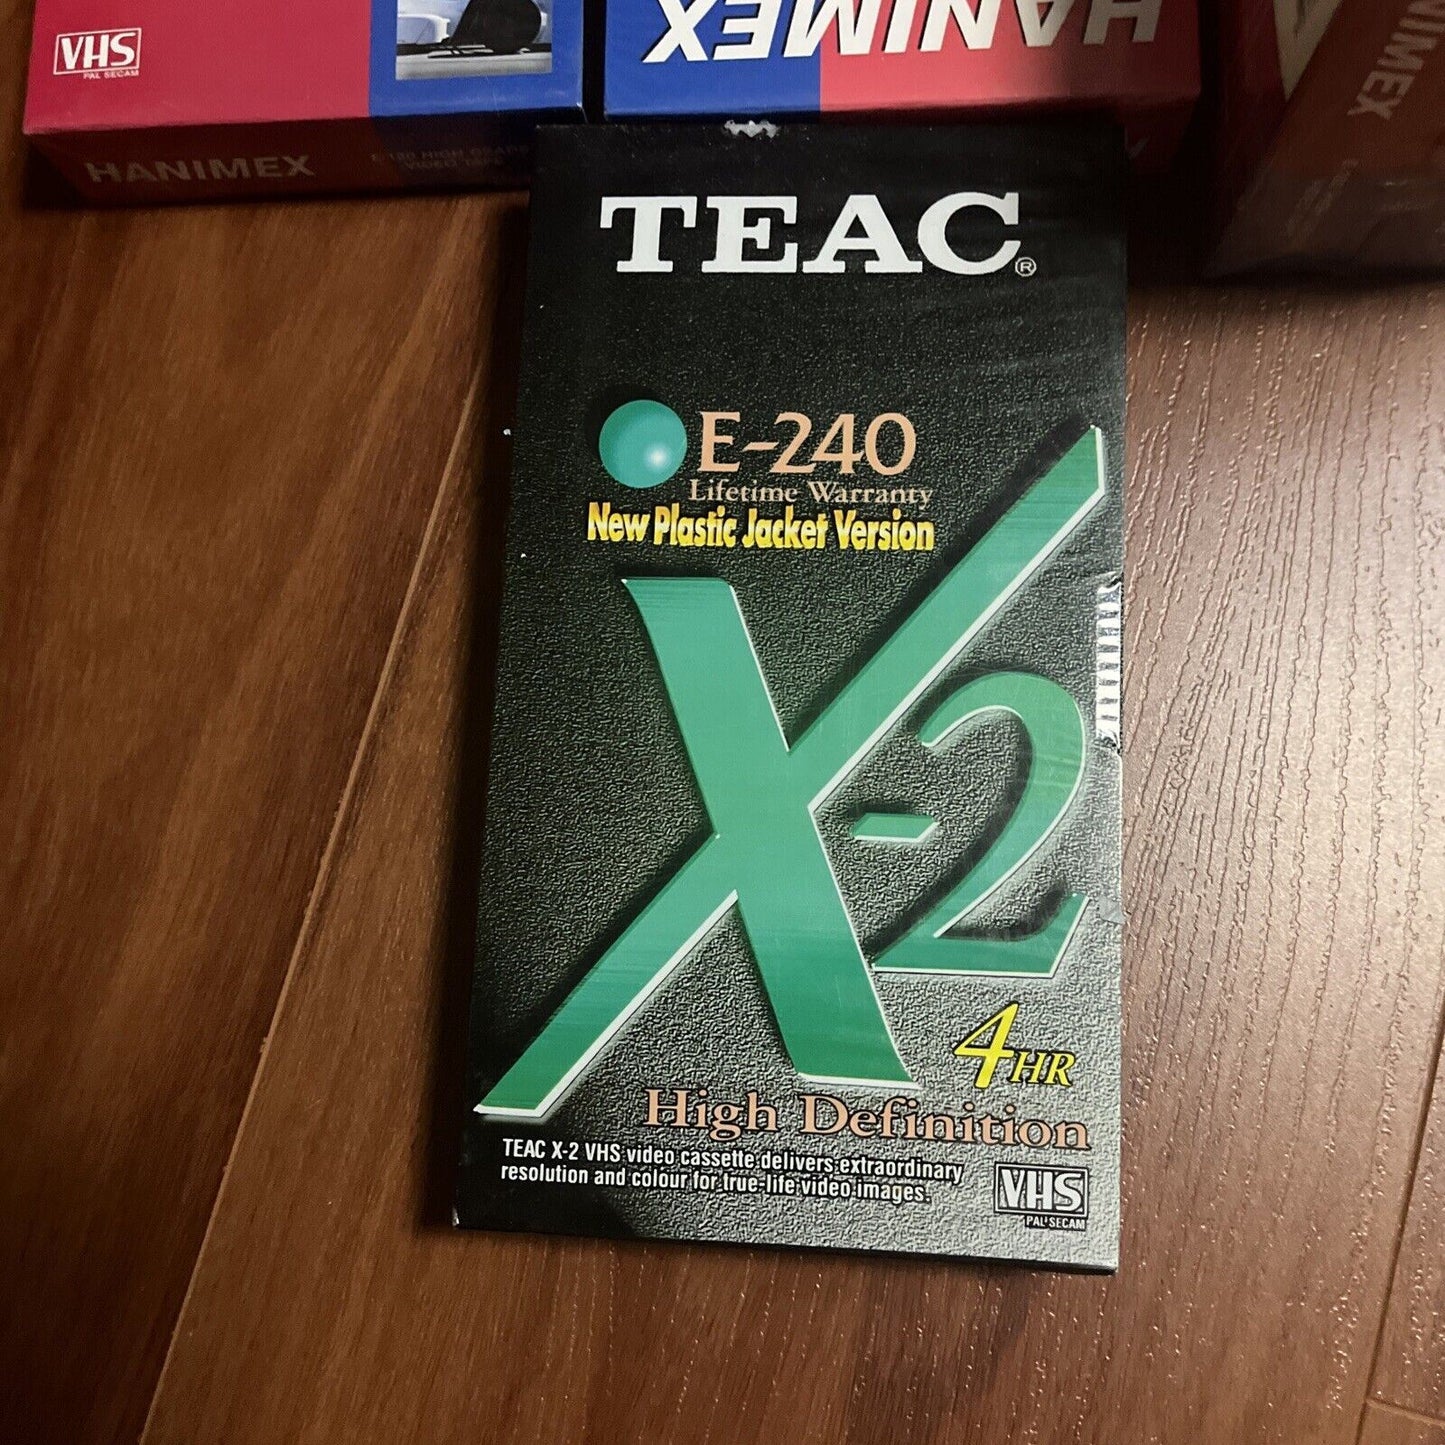 VHS
PAL SECAM
HANIMEX
HANIMEX
HANIMEX
TEAC®
E-240
Lifetime Warranty
New Plastic Jacket Version
X-2
4HR
High Definition
TEAC X-2 VHS video cassette delivers extraordinary
resolution and colour for true-life video images.
VHS
PAL SECAM